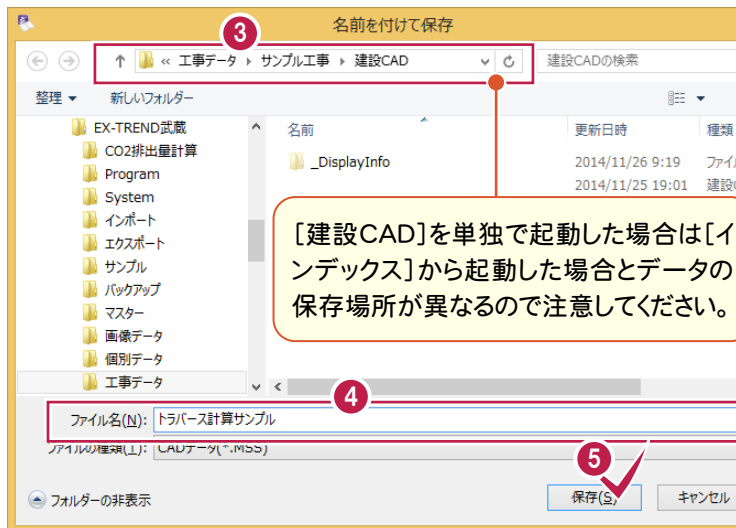 名前を付けて保存
3
« 工事データ ▸ サンプル工事 ▸ 建設CAD
建設CADの検索
整理 ▼ 新しいフォルダー
EX-TREND武蔵
CO2排出量計算
Program
System
インポート
エクスポート
サンプル
バックアップ
マスター
画像データ
個別データ
工事データ
名前 更新日時 種類
_DisplayInfo 2014/11/26 9:19 ファイ
2014/11/25 19:01 建設
[建設CAD]を単独で起動した場合は[イ
ンデックス]から起動した場合とデータの
保存場所が異なるので注意してください。
4
ファイル名(N): トラバース計算サンプル
ファイルの種類(T): CADデータ(*.MSS)
5
フォルダーの非表示
保存(S) キャンセル